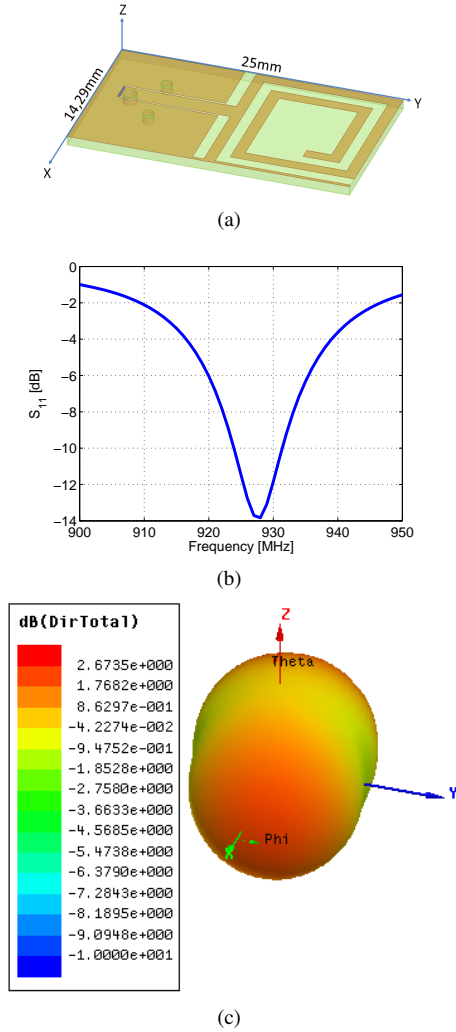 Z
25mm
14,29mm
Y
X
(a)
0
−2
−4
−6
−8
−10
−12
−14
S11 [dB]
900 910 920 930 940 950
Frequency [MHz]
(b)
dB(DirTotal)
2.6735e+000
1.7682e+000
8.6297e-001
-4.2274e-002
-9.4752e-001
-1.8528e+000
-2.7580e+000
-3.6633e+000
-4.5685e+000
-5.4738e+000
-6.3790e+000
-7.2843e+000
-8.1895e+000
-9.0948e+000
-1.0000e+001
Z
Theta
Y
Phi
X
(c)